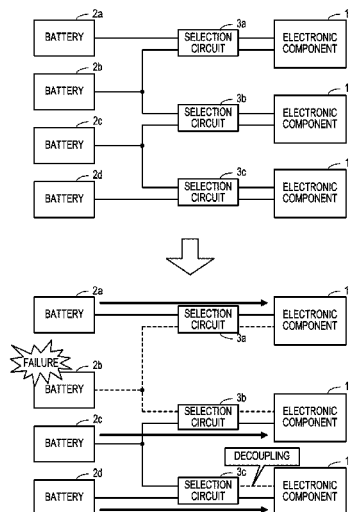 2a
BATTERY
3a
SELECTION
CIRCUIT
1
ELECTRONIC
COMPONENT
2b
BATTERY
3b
SELECTION
CIRCUIT
1
ELECTRONIC
COMPONENT
2c
BATTERY
2d
BATTERY
3c
SELECTION
CIRCUIT
1
ELECTRONIC
COMPONENT
2a
BATTERY
SELECTION
CIRCUIT
3a
1
ELECTRONIC
COMPONENT
FAILURE
2b
BATTERY
3b
SELECTION
CIRCUIT
1
ELECTRONIC
COMPONENT
2c
BATTERY
DECOUPLING
2d
BATTERY
3c
SELECTION
CIRCUIT
1
ELECTRONIC
COMPONENT